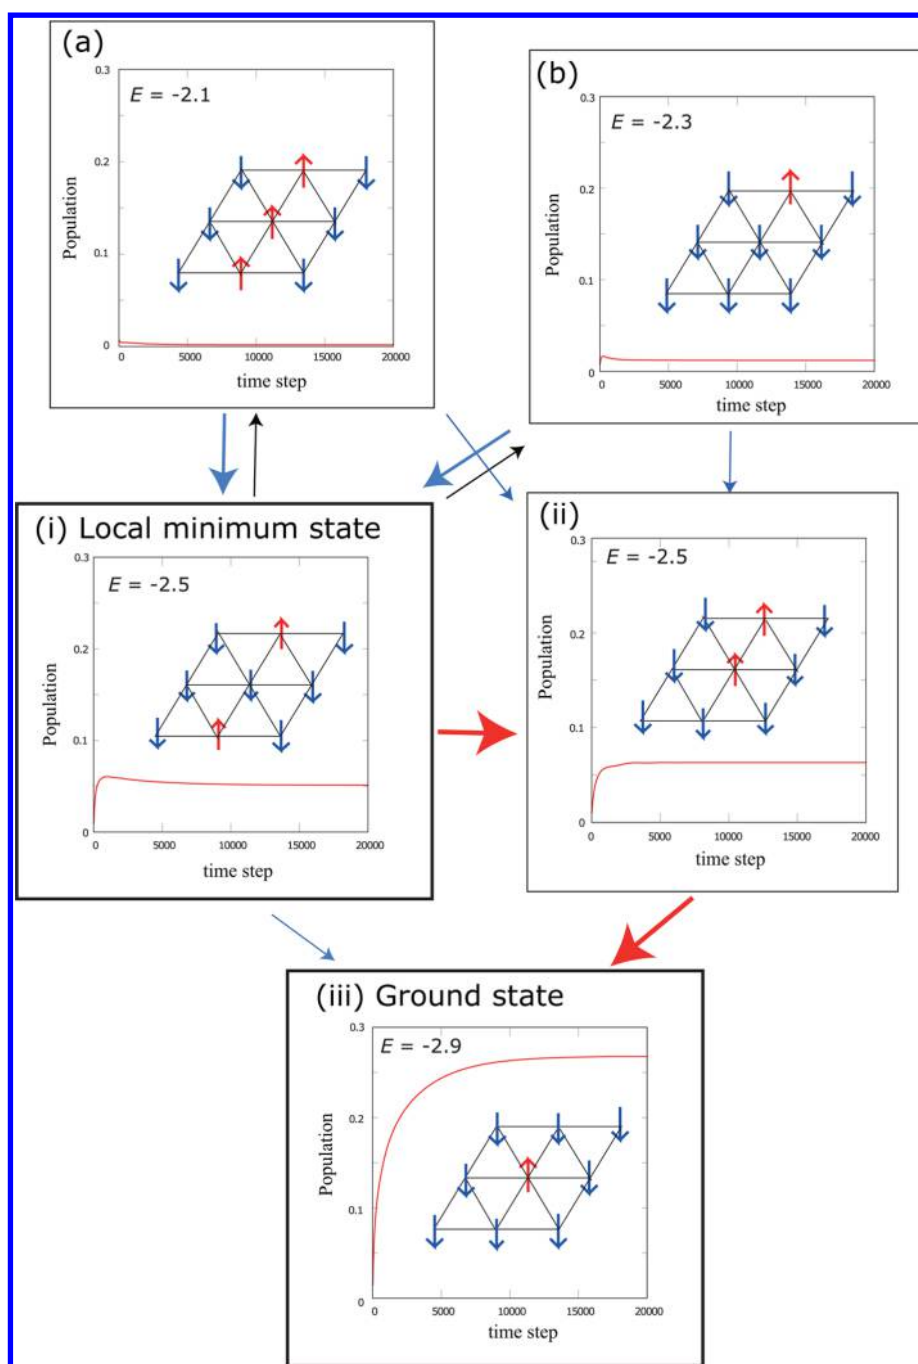 (a)
0.3
E = -2.1
0.2
Population
0.1
0
0 5000 10000 15000 20000
time step
(b)
0.3
E = -2.3
0.2
Population
0.1
0
0 5000 10000 15000 20000
time step
(i) Local minimum state
0.3
E = -2.5
0.2
Population
0.1
0
0 5000 10000 15000 20000
time step
(ii)
0.3
E = -2.5
0.2
Population
0.1
0
0 5000 10000 15000 20000
time step
(iii) Ground state
0.3
E = -2.9
0.2
Population
0.1
0
0 5000 10000 15000 20000
time step